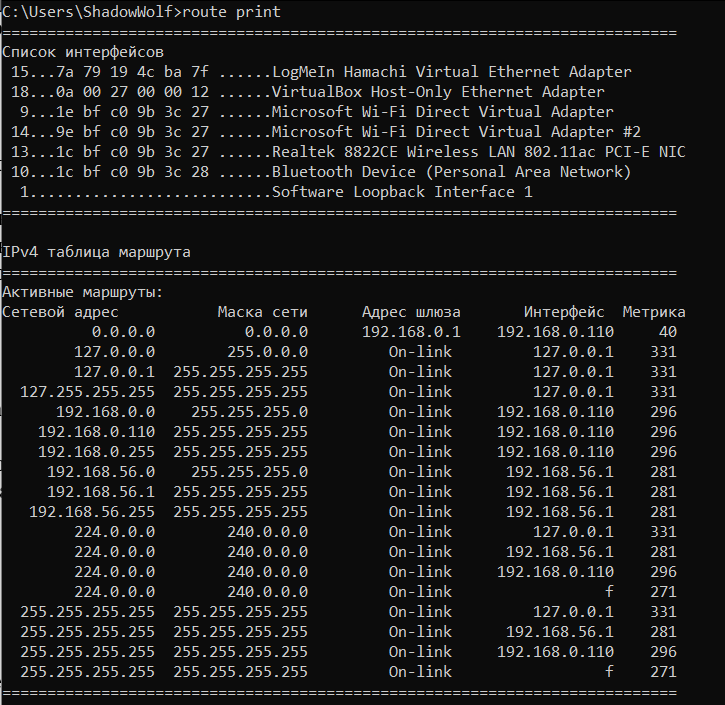 C:\Users\ShadowWolf>route print
===========================================================================
Список интерфейсов
 15...7a 79 19 4c ba 7f ......LogMeIn Hamachi Virtual Ethernet Adapter
 18...0a 00 27 00 00 12 ......VirtualBox Host-Only Ethernet Adapter
  9...1e bf c0 9b 3c 27 ......Microsoft Wi-Fi Direct Virtual Adapter
 14...9e bf c0 9b 3c 27 ......Microsoft Wi-Fi Direct Virtual Adapter #2
 13...1c bf c0 9b 3c 27 ......Realtek 8822CE Wireless LAN 802.11ac PCI-E NIC
 10...1c bf c0 9b 3c 28 ......Bluetooth Device (Personal Area Network)
  1...........................Software Loopback Interface 1
===========================================================================
IPv4 таблица маршрута
===========================================================================
Активные маршруты:
Сетевой адрес           Маска сети      Адрес шлюза       Интерфейс  Метрика
          0.0.0.0          0.0.0.0      192.168.0.1    192.168.0.110     40
        127.0.0.0        255.0.0.0         On-link         127.0.0.1    331
        127.0.0.1  255.255.255.255         On-link         127.0.0.1    331
  127.255.255.255  255.255.255.255         On-link         127.0.0.1    331
      192.168.0.0    255.255.255.0         On-link     192.168.0.110    296
    192.168.0.110  255.255.255.255         On-link     192.168.0.110    296
    192.168.0.255  255.255.255.255         On-link     192.168.0.110    296
     192.168.56.0    255.255.255.0         On-link      192.168.56.1    281
     192.168.56.1  255.255.255.255         On-link      192.168.56.1    281
   192.168.56.255  255.255.255.255         On-link      192.168.56.1    281
        224.0.0.0        240.0.0.0         On-link         127.0.0.1    331
        224.0.0.0        240.0.0.0         On-link      192.168.56.1    281
        224.0.0.0        240.0.0.0         On-link     192.168.0.110    296
        224.0.0.0        240.0.0.0         On-link                 f    271
  255.255.255.255  255.255.255.255         On-link         127.0.0.1    331
  255.255.255.255  255.255.255.255         On-link      192.168.56.1    281
  255.255.255.255  255.255.255.255         On-link     192.168.0.110    296
  255.255.255.255  255.255.255.255         On-link                 f    271
===========================================================================